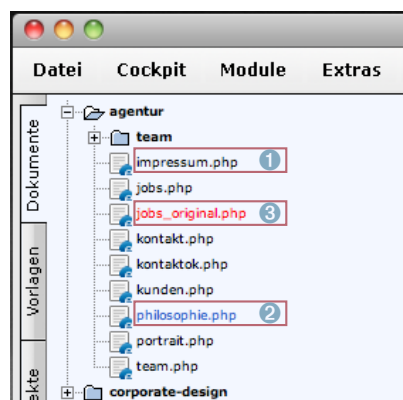 Datei Cockpit Module Extras
agentur
team
impressum.php 1
jobs.php
jobs_original.php 3
kontakt.php
kontaktok.php
kunden.php
philosophie.php 2
portrait.php
team.php
corporate-design
Dokumente
Vorlagen